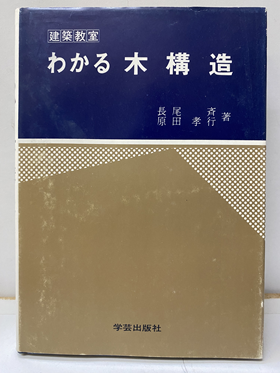 建築教室
わかる 木構造
長尾 斉
原田 孝行 著
学芸出版社